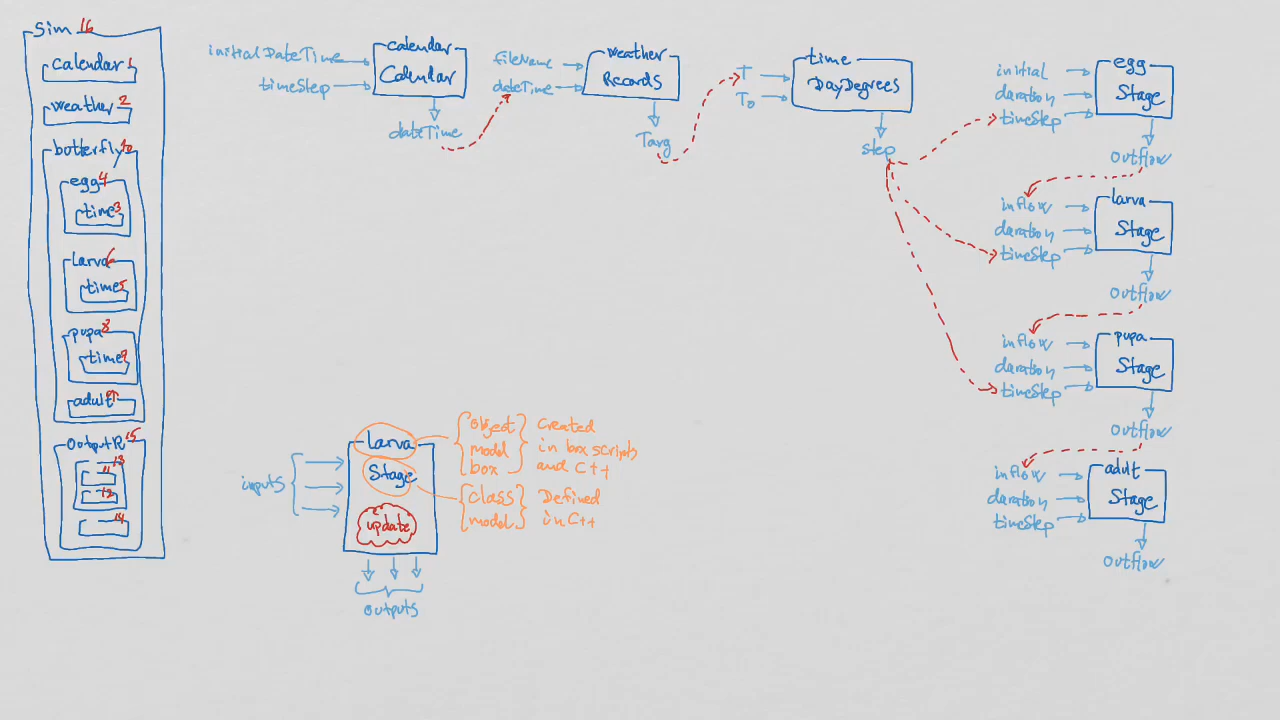 Sim 16
calendar 1
weather 2
butterfly 10
egg 4
time 3
larva 6
time 5
pupa 8
time 7
adult 9
OutputR 15
13
11
12
14
initialDateTime
timeStep
calendar
Calendar
dateTime
fileName
dateTime
weather
Records
Tavg
T
T0
time
DayDegrees
step
initial
duration
timeStep
egg
Stage
outflow
inflow
duration
timeStep
larva
Stage
outflow
inflow
duration
timeStep
pupa
Stage
outflow
inflow
duration
timeStep
adult
Stage
outflow
inputs
Larva
Stage
update
outputs
object
model
box
Created
in box scripts
and C++
class
model
Defined
in C++